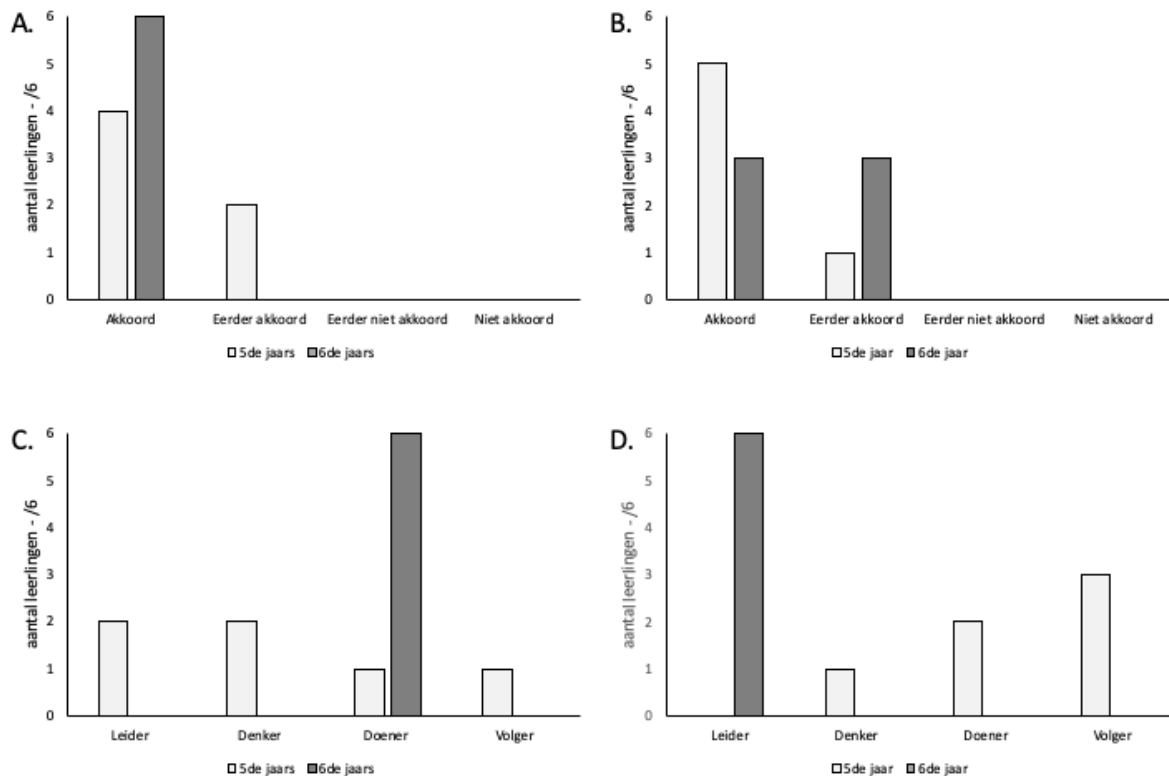 A.
aantal leerlingen - /6
6
5
4
3
2
1
0
Akkoord Eerder akkoord Eerder niet akkoord Niet akkoord
5de jaars 6de jaars
B.
aantal leerlingen - /6
6
5
4
3
2
1
0
Akkoord Eerder akkoord Eerder niet akkoord Niet akkoord
5de jaar 6de jaar
C.
aantal leerlingen - /6
6
5
4
3
2
1
0
Leider Denker Doener Volger
5de jaars 6de jaars
D.
aantal leerlingen - /6
6
5
4
3
2
1
0
Leider Denker Doener Volger
5de jaar 6de jaar